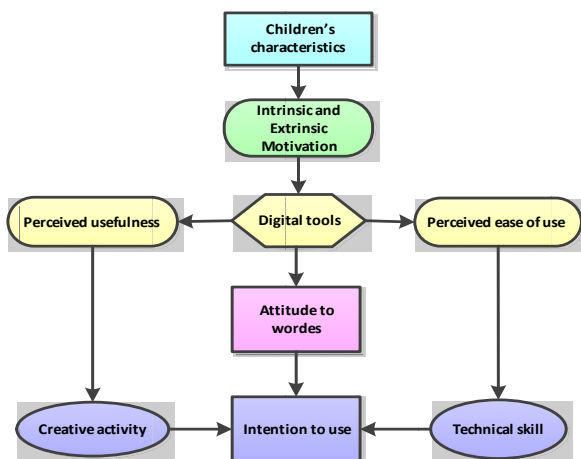 Children's
characteristics
Intrinsic and
Extrinsic
Motivation
Perceived usefulness
Digital tools
Perceived ease of use
Attitude to
wordes
Creative activity
Intention to use
Technical skill